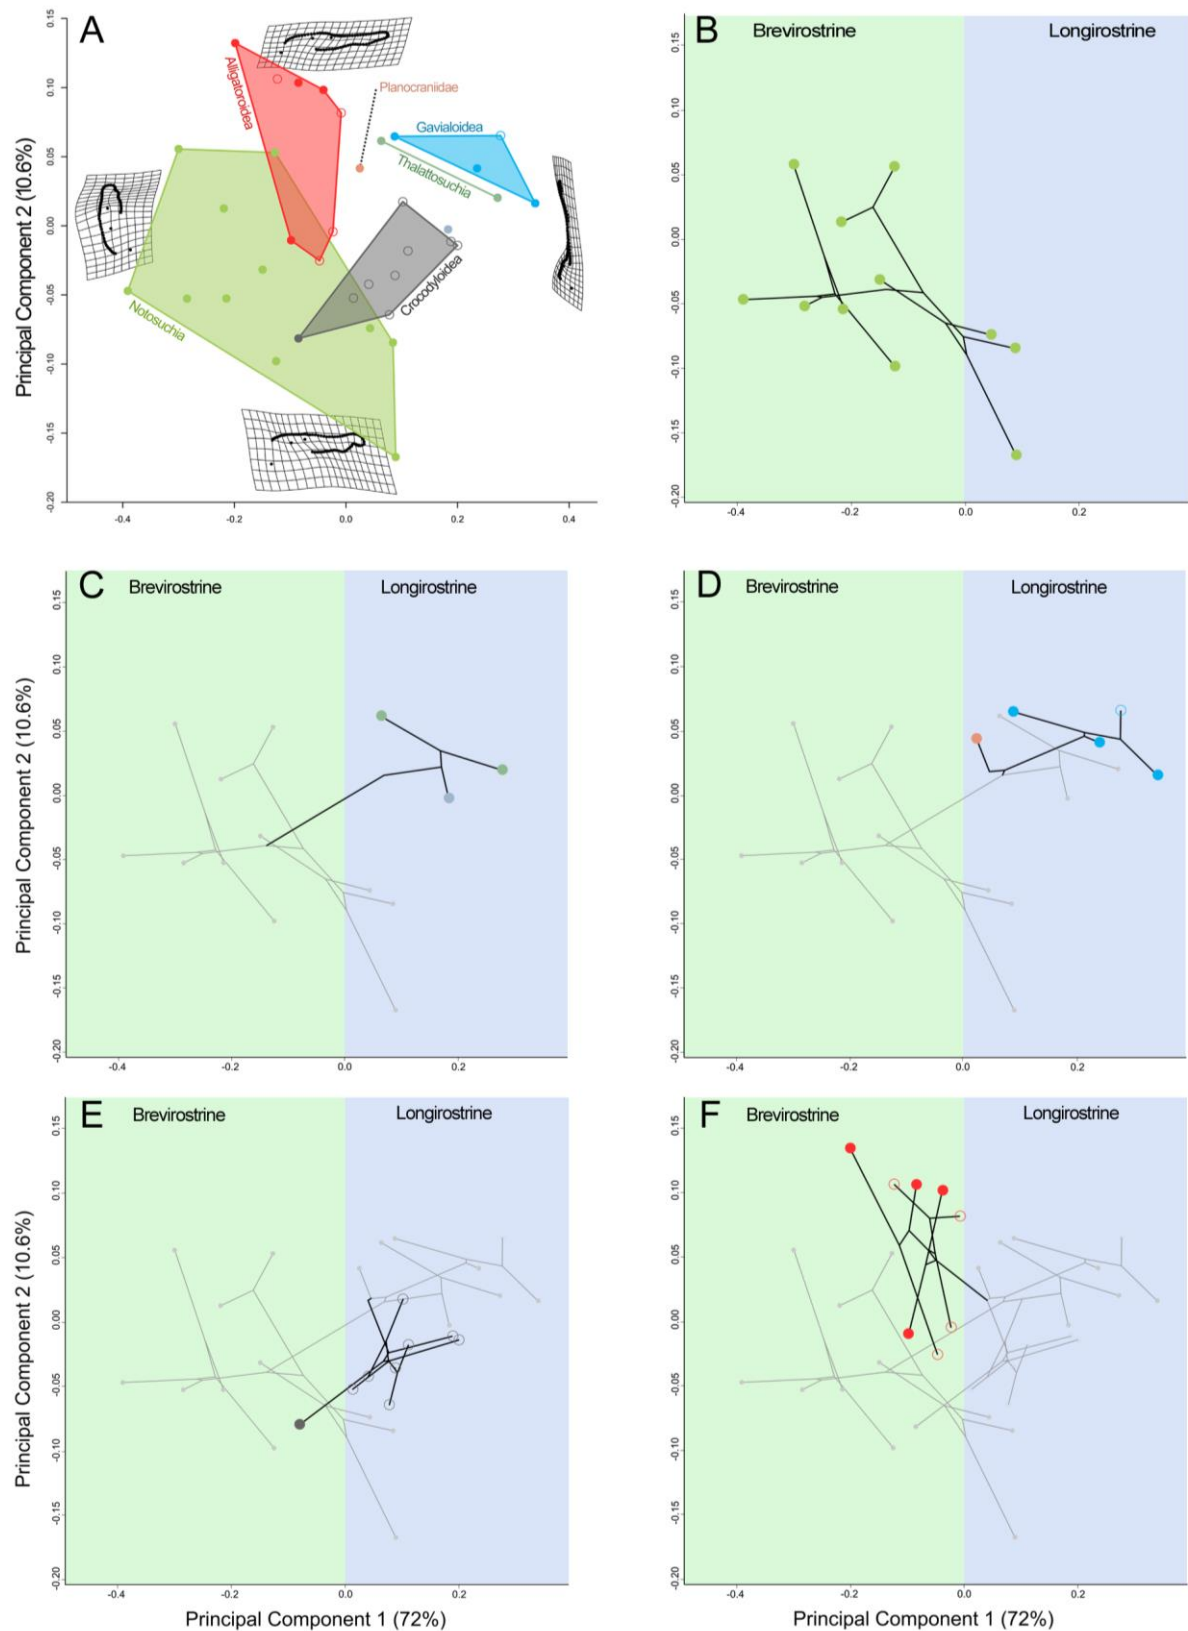 A
Alligatoroidea
Planocraniidae
Gavialoidea
Thalattosuchia
Crocodyloidea
Notosuchia
Principal Component 2 (10.6%)
0.15
0.10
0.05
0.00
-0.05
-0.10
-0.15
-0.20
-0.4
-0.2
0.0
0.2
0.4
B
Brevirostrine
Longirostrine
0.15
0.10
0.05
0.00
-0.05
-0.10
-0.15
-0.20
-0.4
-0.2
0.0
0.2
C
Brevirostrine
Longirostrine
Principal Component 2 (10.6%)
0.15
0.10
0.05
0.00
-0.05
-0.10
-0.15
-0.20
-0.4
-0.2
0.0
0.2
D
Brevirostrine
Longirostrine
0.15
0.10
0.05
0.00
-0.05
-0.10
-0.15
-0.20
-0.4
-0.2
0.0
0.2
E
Brevirostrine
Longirostrine
Principal Component 2 (10.6%)
0.15
0.10
0.05
0.00
-0.05
-0.10
-0.15
-0.20
-0.4
-0.2
0.0
0.2
Principal Component 1 (72%)
F
Brevirostrine
Longirostrine
0.15
0.10
0.05
0.00
-0.05
-0.10
-0.15
-0.20
-0.4
-0.2
0.0
0.2
Principal Component 1 (72%)